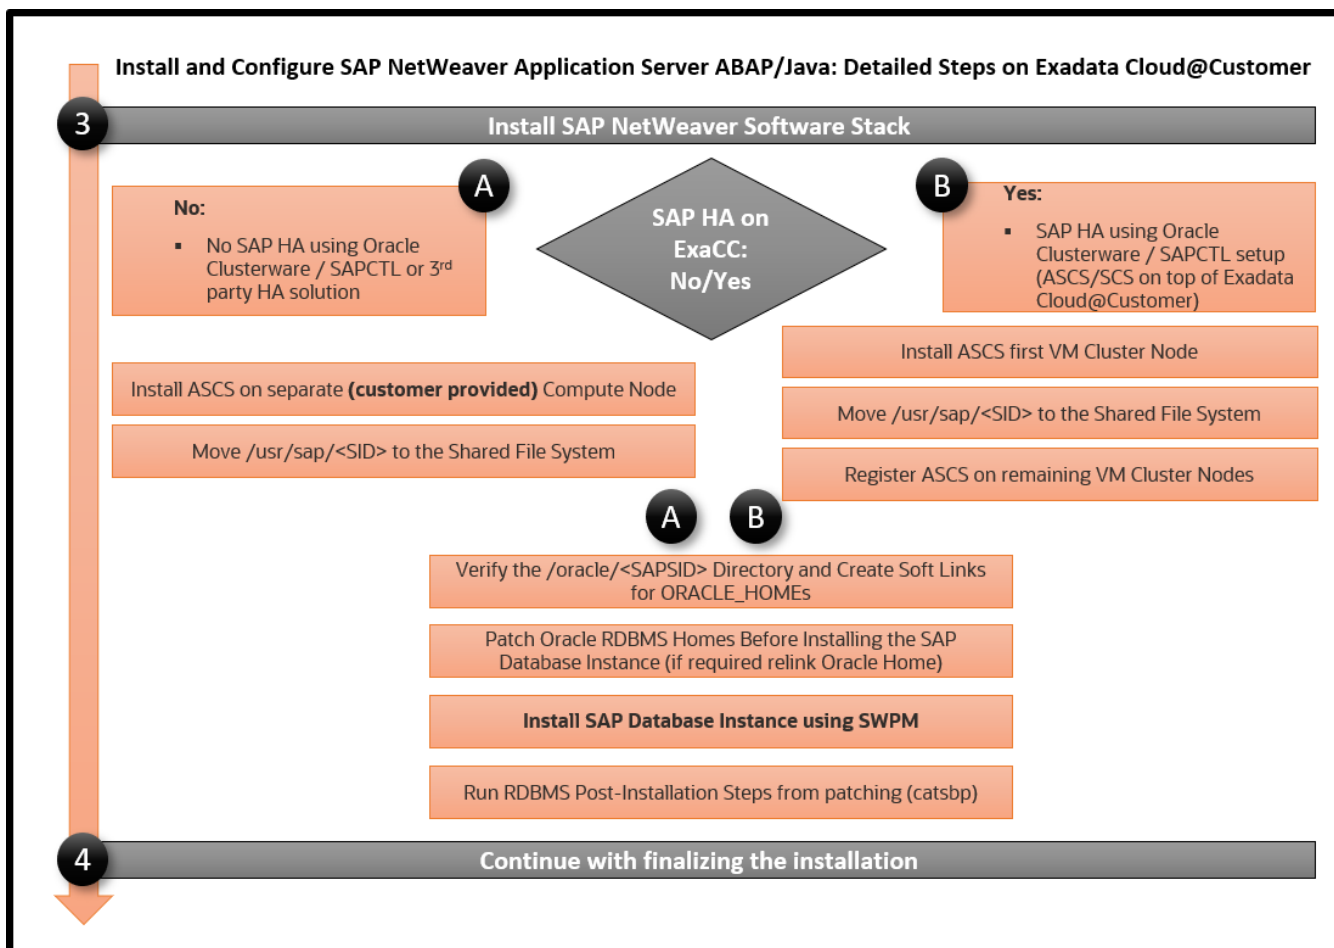 Install and Configure SAP NetWeaver Application Server ABAP/Java: Detailed Steps on Exadata Cloud@Customer
3
Install SAP NetWeaver Software Stack
A
No:
▪ No SAP HA using Oracle
Clusterware / SAPCTL or 3rd
party HA solution
SAP HA on
ExaCC:
No/Yes
B
Yes:
▪ SAP HA using Oracle
Clusterware / SAPCTL setup
(ASCS/SCS on top of Exadata
Cloud@Customer)
Install ASCS on separate (customer provided) Compute Node
Move /usr/sap/<SID> to the Shared File System
Install ASCS first VM Cluster Node
Move /usr/sap/<SID> to the Shared File System
Register ASCS on remaining VM Cluster Nodes
A
B
Verify the /oracle/<SAPSID> Directory and Create Soft Links
for ORACLE_HOMEs
Patch Oracle RDBMS Homes Before Installing the SAP
Database Instance (if required relink Oracle Home)
Install SAP Database Instance using SWPM
Run RDBMS Post-Installation Steps from patching (catsbp)
4
Continue with finalizing the installation